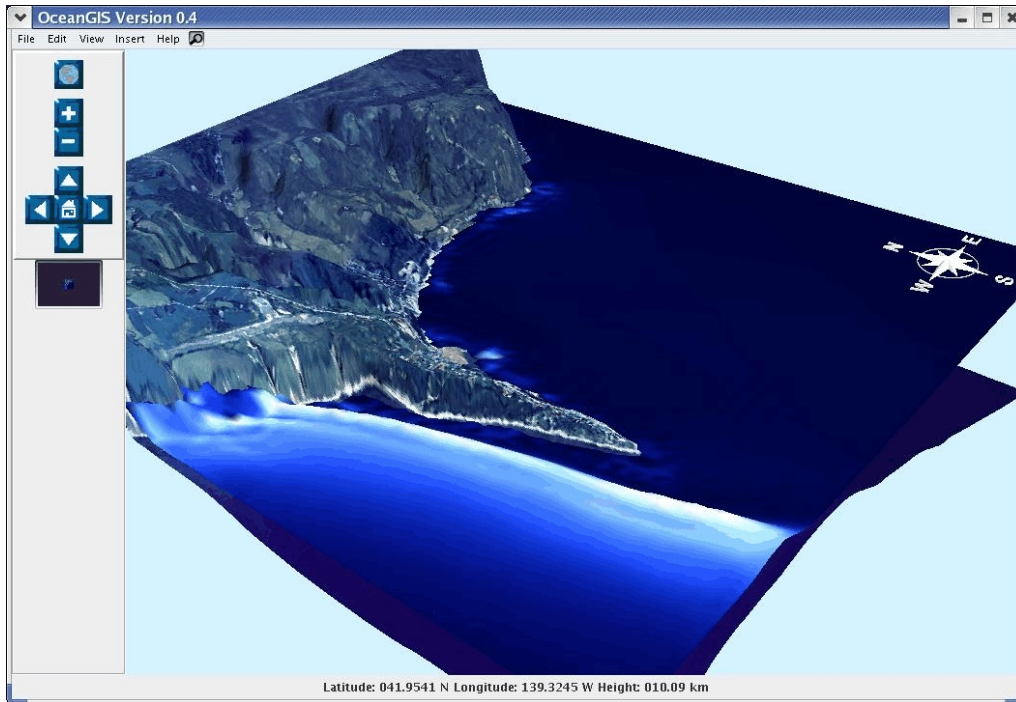 OceanGIS Version 0.4
File Edit View Insert Help
N E
W S
Latitude: 041.9541 N Longitude: 139.3245 W Height: 010.09 km